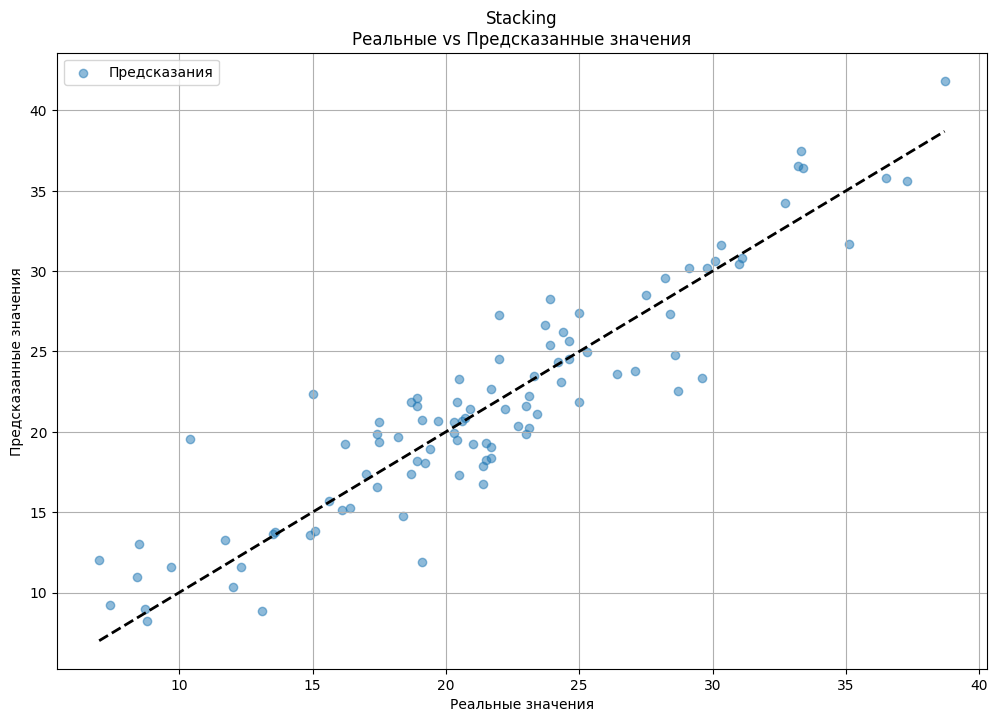 Stacking
Реальные vs Предсказанные значения
Предсказания
Предсказанные значения
40
35
30
25
20
15
10
10
15
20
25
30
35
40
Реальные значения